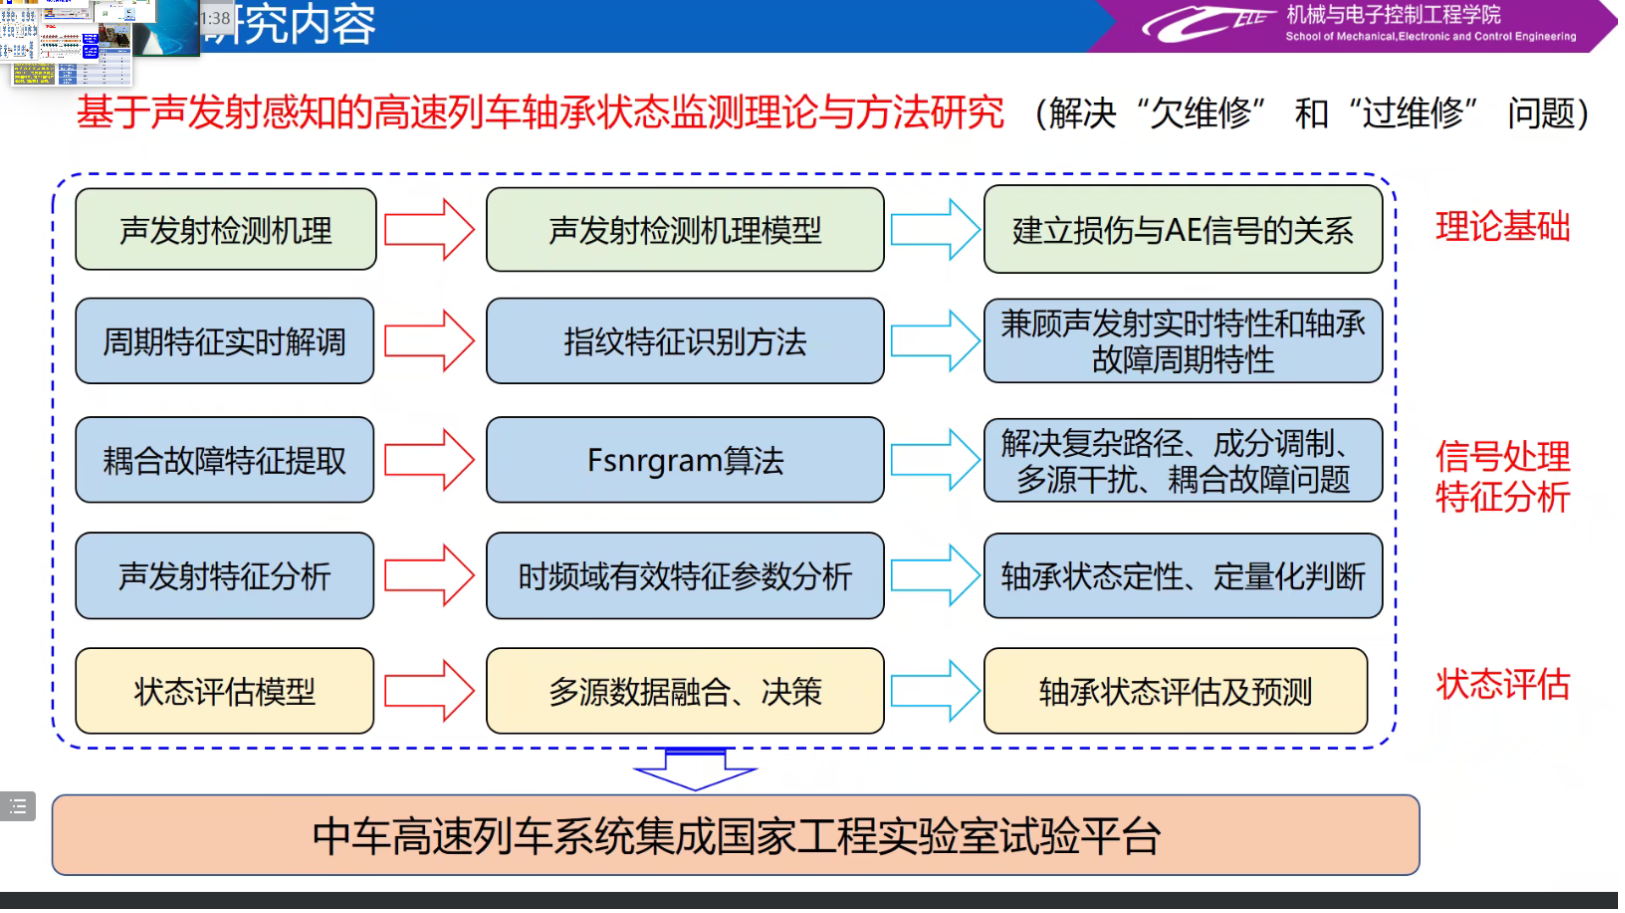 1:38
研究内容
机械与电子控制工程学院
School of Mechanical,Electronic and Control Engineering
基于声发射感知的高速列车轴承状态监测理论与方法研究 （解决“欠维修” 和“过维修” 问题）
声发射检测机理
声发射检测机理模型
建立损伤与AE信号的关系
理论基础
周期特征实时解调
指纹特征识别方法
兼顾声发射实时特性和轴承
故障周期特性
耦合故障特征提取
Fsnrgram算法
解决复杂路径、成分调制、
多源干扰、耦合故障问题
信号处理
特征分析
声发射特征分析
时频域有效特征参数分析
轴承状态定性、定量化判断
状态评估模型
多源数据融合、决策
轴承状态评估及预测
状态评估
中车高速列车系统集成国家工程实验室试验平台